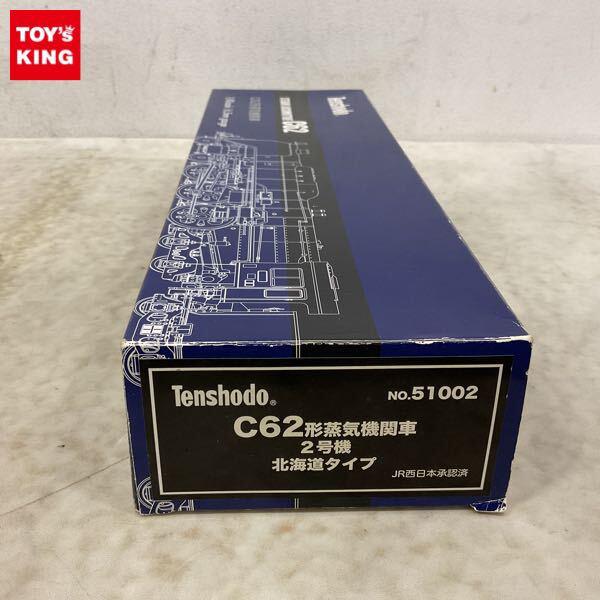 TOY'S
KING
Tenshodo
C62
Tenshodo®
NO.51002
C62形蒸気機関車
2号機
北海道タイプ
JR西日本承認済